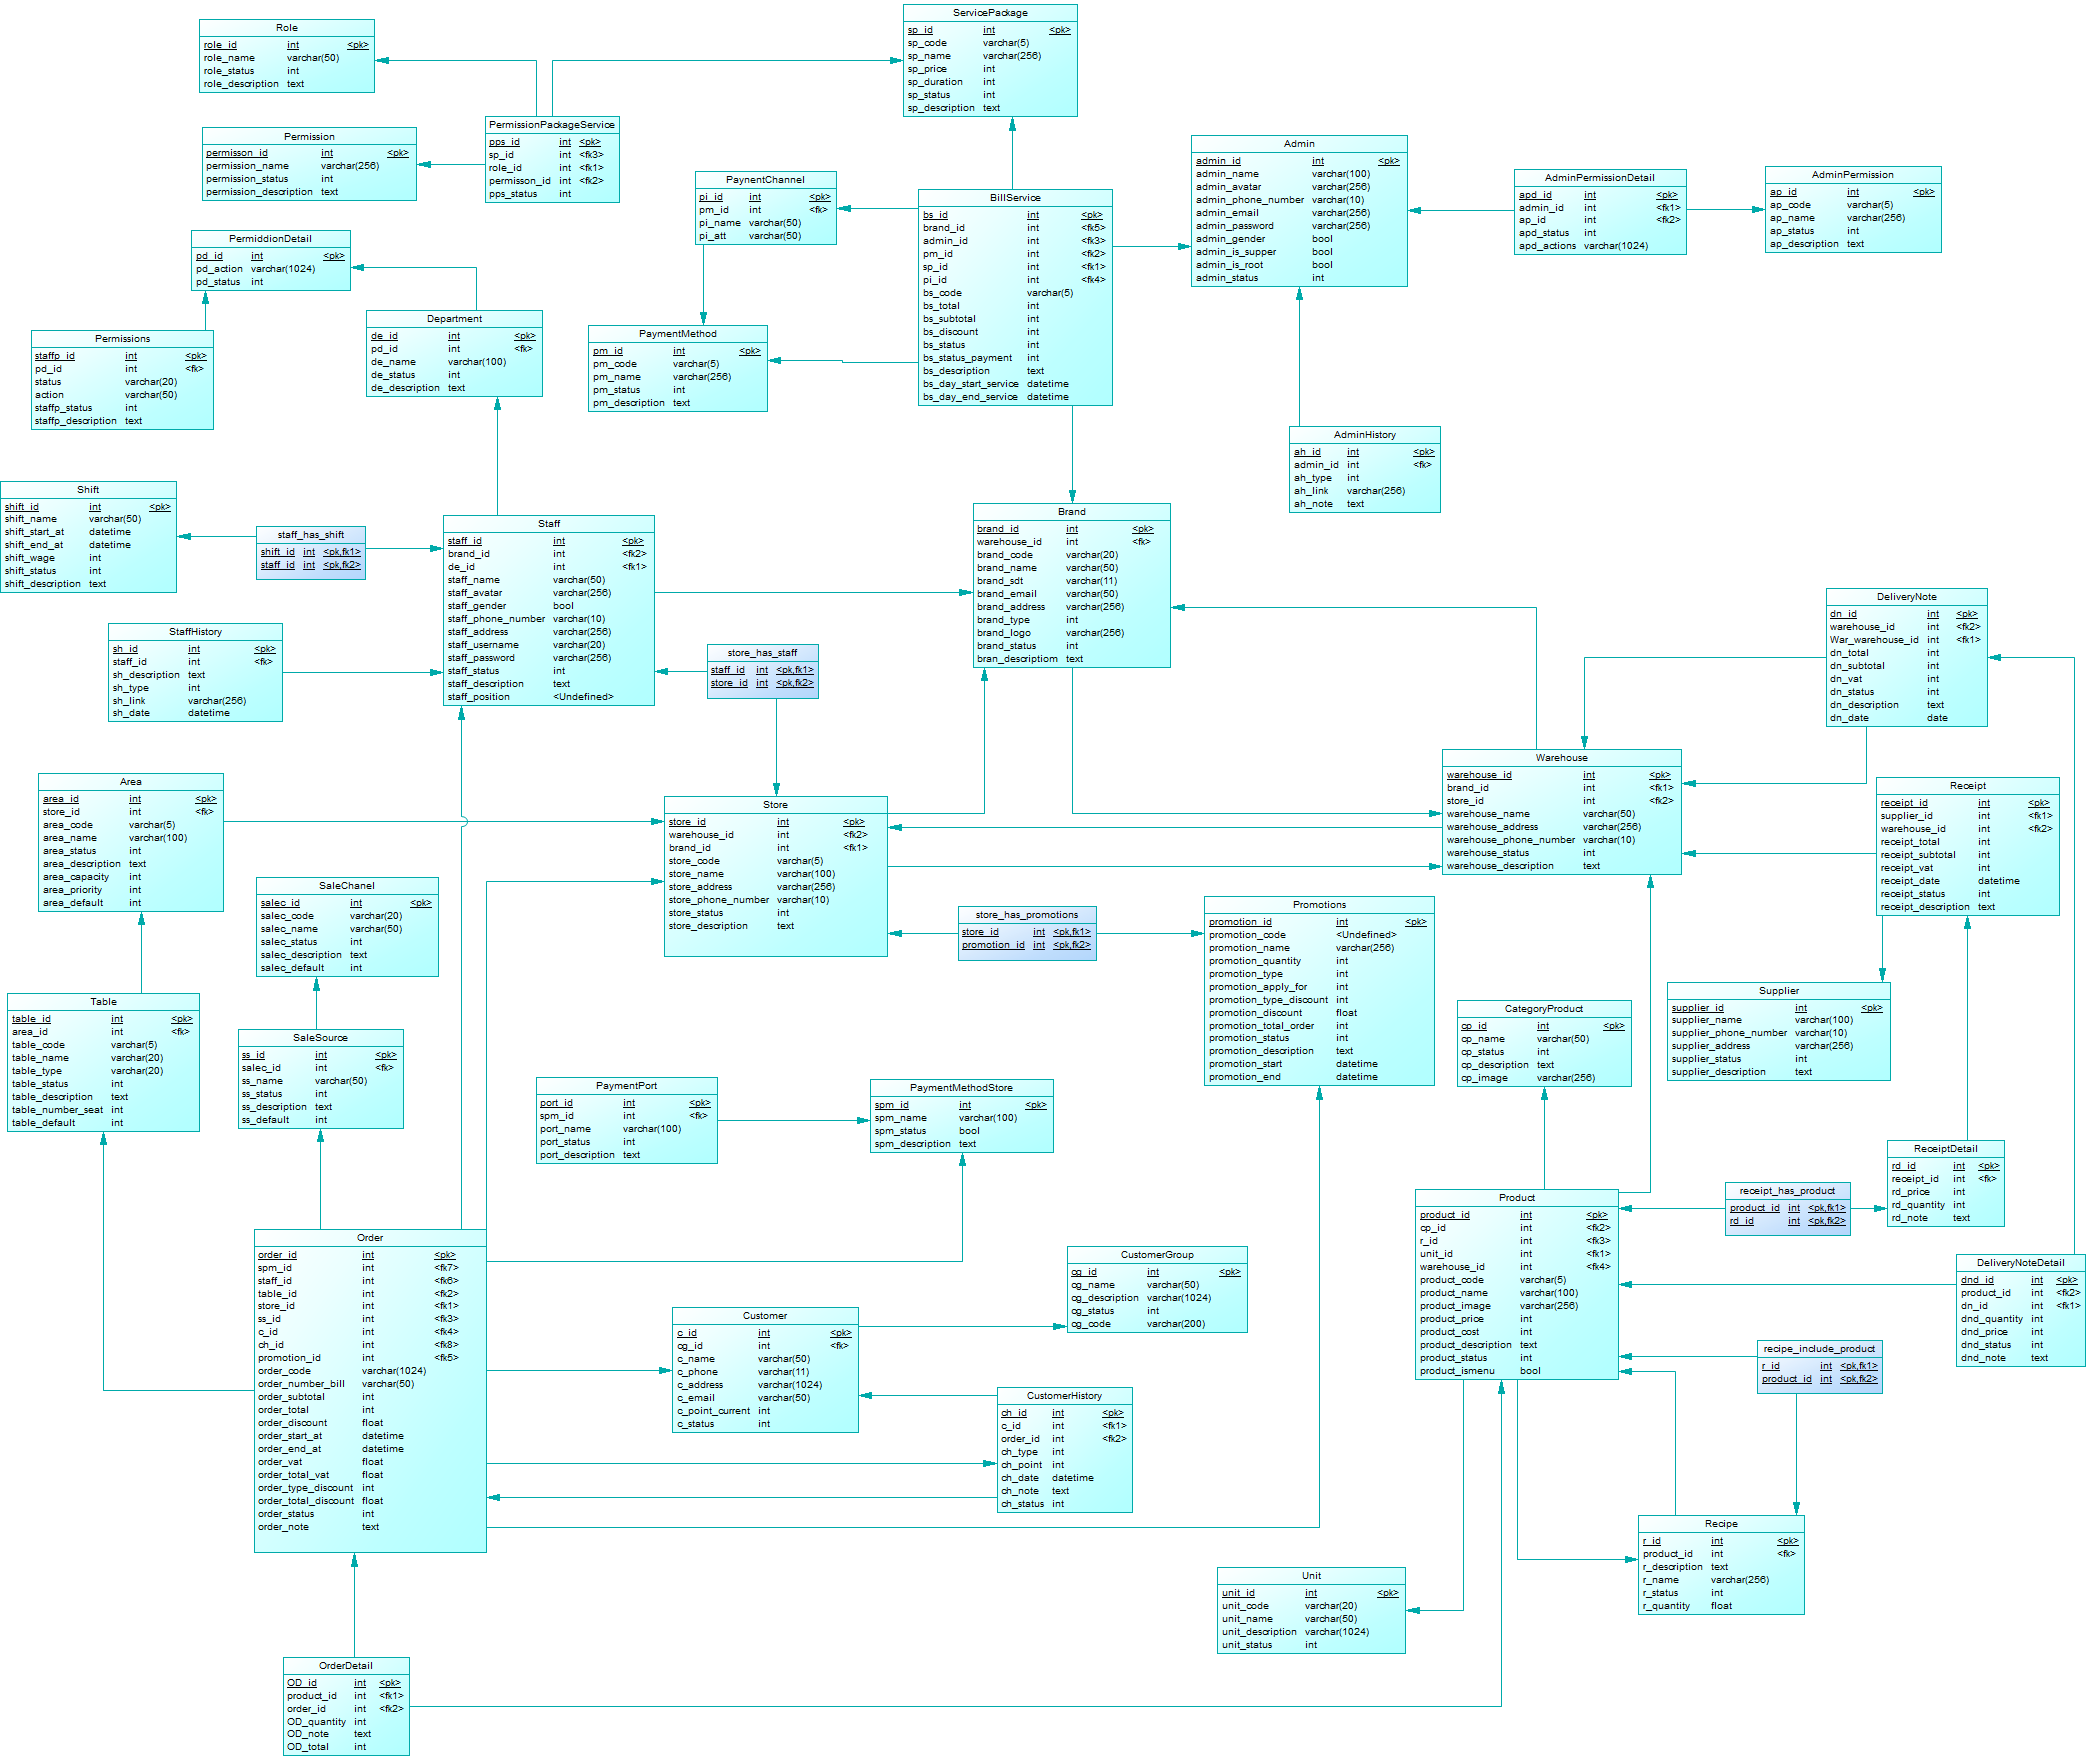 Role
role_id int <pk>
role_name varchar(50)
role_status int
role_description text
ServicePackage
sp_id int <pk>
sp_code varchar(5)
sp_name varchar(256)
sp_price int
sp_duration int
sp_status int
sp_description text
PermissionPackageService
pps_id int <pk>
sp_id int <fk3>
role_id int <fk1>
permisson_id int <fk2>
pps_status int
Permission
permisson_id int <pk>
permission_name varchar(256)
permission_status int
permission_description text
Admin
admin_id int <pk>
admin_name varchar(100)
admin_avatar varchar(256)
admin_phone_number varchar(10)
admin_email varchar(256)
admin_password varchar(256)
admin_gender bool
admin_is_supper bool
admin_is_root bool
admin_status int
AdminPermissionDetail
apd_id int <pk>
admin_id int <fk1>
ap_id int <fk2>
apd_status int
apd_actions varchar(1024)
AdminPermission
ap_id int <pk>
ap_code varchar(5)
ap_name varchar(256)
ap_status int
ap_description text
PaynentChannel
pi_id int <pk>
pm_id int <fk>
pi_name varchar(50)
pi_att varchar(50)
BillService
bs_id int <pk>
brand_id int <fk5>
admin_id int <fk3>
pm_id int <fk2>
sp_id int <fk1>
pi_id int <fk4>
bs_code varchar(5)
bs_total int
bs_subtotal int
bs_discount int
bs_status int
bs_status_payment int
bs_description text
bs_day_start_service datetime
bs_day_end_service datetime
PermiddionDetail
pd_id int <pk>
pd_action varchar(1024)
pd_status int
Department
de_id int <pk>
pd_id int <fk>
de_name varchar(100)
de_status int
de_description text
Permissions
staffp_id int <pk>
pd_id int <fk>
status varchar(20)
action varchar(50)
staffp_status int
staffp_description text
PaymentMethod
pm_id int <pk>
pm_code varchar(5)
pm_name varchar(256)
pm_status int
pm_description text
AdminHistory
ah_id int <pk>
admin_id int <fk>
ah_type int
ah_link varchar(256)
ah_note text
Shift
shift_id int <pk>
shift_name varchar(50)
shift_start_at datetime
shift_end_at datetime
shift_wage int
shift_status int
shift_description text
staff_has_shift
shift_id int <pk,fk1>
staff_id int <pk,fk2>
Staff
staff_id int <pk>
brand_id int <fk2>
de_id int <fk1>
staff_name varchar(50)
staff_avatar varchar(256)
staff_gender bool
staff_phone_number varchar(10)
staff_address varchar(256)
staff_username varchar(20)
staff_password varchar(256)
staff_status int
staff_description text
staff_position <Undefined>
Brand
brand_id int <pk>
warehouse_id int <fk>
brand_code varchar(20)
brand_name varchar(50)
brand_sdt varchar(11)
brand_email varchar(50)
brand_address varchar(256)
brand_type int
brand_logo varchar(256)
brand_status int
bran_descriptiom text
StaffHistory
sh_id int <pk>
staff_id int <fk>
sh_description text
sh_type int
sh_link varchar(256)
sh_date datetime
store_has_staff
staff_id int <pk,fk1>
store_id int <pk,fk2>
DeliveryNote
dn_id int <pk>
warehouse_id int <fk2>
War_warehouse_id int <fk1>
dn_total int
dn_subtotal int
dn_vat int
dn_status int
dn_description text
dn_date date
Warehouse
warehouse_id int <pk>
brand_id int <fk1>
store_id int <fk2>
warehouse_name varchar(50)
warehouse_address varchar(256)
warehouse_phone_number varchar(10)
warehouse_status int
warehouse_description text
Area
area_id int <pk>
store_id int <fk>
area_code varchar(5)
area_name varchar(100)
area_status int
area_description text
area_capacity int
area_priority int
area_default int
Store
store_id int <pk>
warehouse_id int <fk2>
brand_id int <fk1>
store_code varchar(5)
store_name varchar(100)
store_address varchar(256)
store_phone_number varchar(10)
store_status int
store_description text
Receipt
receipt_id int <pk>
supplier_id int <fk1>
warehouse_id int <fk2>
receipt_total int
receipt_subtotal int
receipt_vat int
receipt_date datetime
receipt_status int
receipt_description text
SaleChanel
salec_id int <pk>
salec_code varchar(20)
salec_name varchar(50)
salec_status int
salec_description text
salec_default int
store_has_promotions
store_id int <pk,fk1>
promotion_id int <pk,fk2>
Promotions
promotion_id int <pk>
promotion_code <Undefined>
promotion_name varchar(256)
promotion_quantity int
promotion_type int
promotion_apply_for int
promotion_type_discount int
promotion_discount float
promotion_total_order int
promotion_status int
promotion_description text
promotion_start datetime
promotion_end datetime
Supplier
supplier_id int <pk>
supplier_name varchar(100)
supplier_phone_number varchar(10)
supplier_address varchar(256)
supplier_status int
supplier_description text
Table
table_id int <pk>
area_id int <fk>
table_code varchar(5)
table_name varchar(20)
table_type varchar(20)
table_status int
table_description text
table_number_seat int
table_default int
SaleSource
ss_id int <pk>
salec_id int <fk>
ss_name varchar(50)
ss_status int
ss_description text
ss_default int
CategoryProduct
cp_id int <pk>
cp_name varchar(50)
cp_status int
cp_description text
cp_image varchar(256)
PaymentPort
port_id int <pk>
spm_id int <fk>
port_name varchar(100)
port_status int
port_description text
PaymentMethodStore
spm_id int <pk>
spm_name varchar(100)
spm_status bool
spm_description text
ReceiptDetail
rd_id int <pk>
receipt_id int <fk>
rd_price int
rd_quantity int
rd_note text
receipt_has_product
product_id int <pk,fk1>
rd_id int <pk,fk2>
Product
product_id int <pk>
cp_id int <fk2>
r_id int <fk3>
unit_id int <fk1>
warehouse_id int <fk4>
product_code varchar(5)
product_name varchar(100)
product_image varchar(256)
product_price int
product_cost int
product_description text
product_status int
product_ismenu bool
Order
order_id int <pk>
spm_id int <fk7>
staff_id int <fk6>
table_id int <fk2>
store_id int <fk1>
ss_id int <fk3>
c_id int <fk4>
ch_id int <fk8>
promotion_id int <fk5>
order_code varchar(1024)
order_number_bill varchar(50)
order_subtotal int
order_total int
order_discount float
order_start_at datetime
order_end_at datetime
order_vat float
order_total_vat float
order_type_discount int
order_total_discount float
order_status int
order_note text
CustomerGroup
cg_id int <pk>
cg_name varchar(50)
cg_description varchar(1024)
cg_status int
cg_code varchar(200)
DeliveryNoteDetail
dnd_id int <pk>
product_id int <fk2>
dn_id int <fk1>
dnd_quantity int
dnd_price int
dnd_status int
dnd_note text
Customer
c_id int <pk>
cg_id int <fk>
c_name varchar(50)
c_phone varchar(11)
c_address varchar(1024)
c_email varchar(50)
c_point_current int
c_status int
recipe_include_product
r_id int <pk,fk1>
product_id int <pk,fk2>
CustomerHistory
ch_id int <pk>
c_id int <fk1>
order_id int <fk2>
ch_type int
ch_point int
ch_date datetime
ch_note text
ch_status int
Recipe
r_id int <pk>
product_id int <fk>
r_description text
r_name varchar(256)
r_status int
r_quantity float
Unit
unit_id int <pk>
unit_code varchar(20)
unit_name varchar(50)
unit_description varchar(1024)
unit_status int
OrderDetail
OD_id int <pk>
product_id int <fk1>
order_id int <fk2>
OD_quantity int
OD_note text
OD_total int